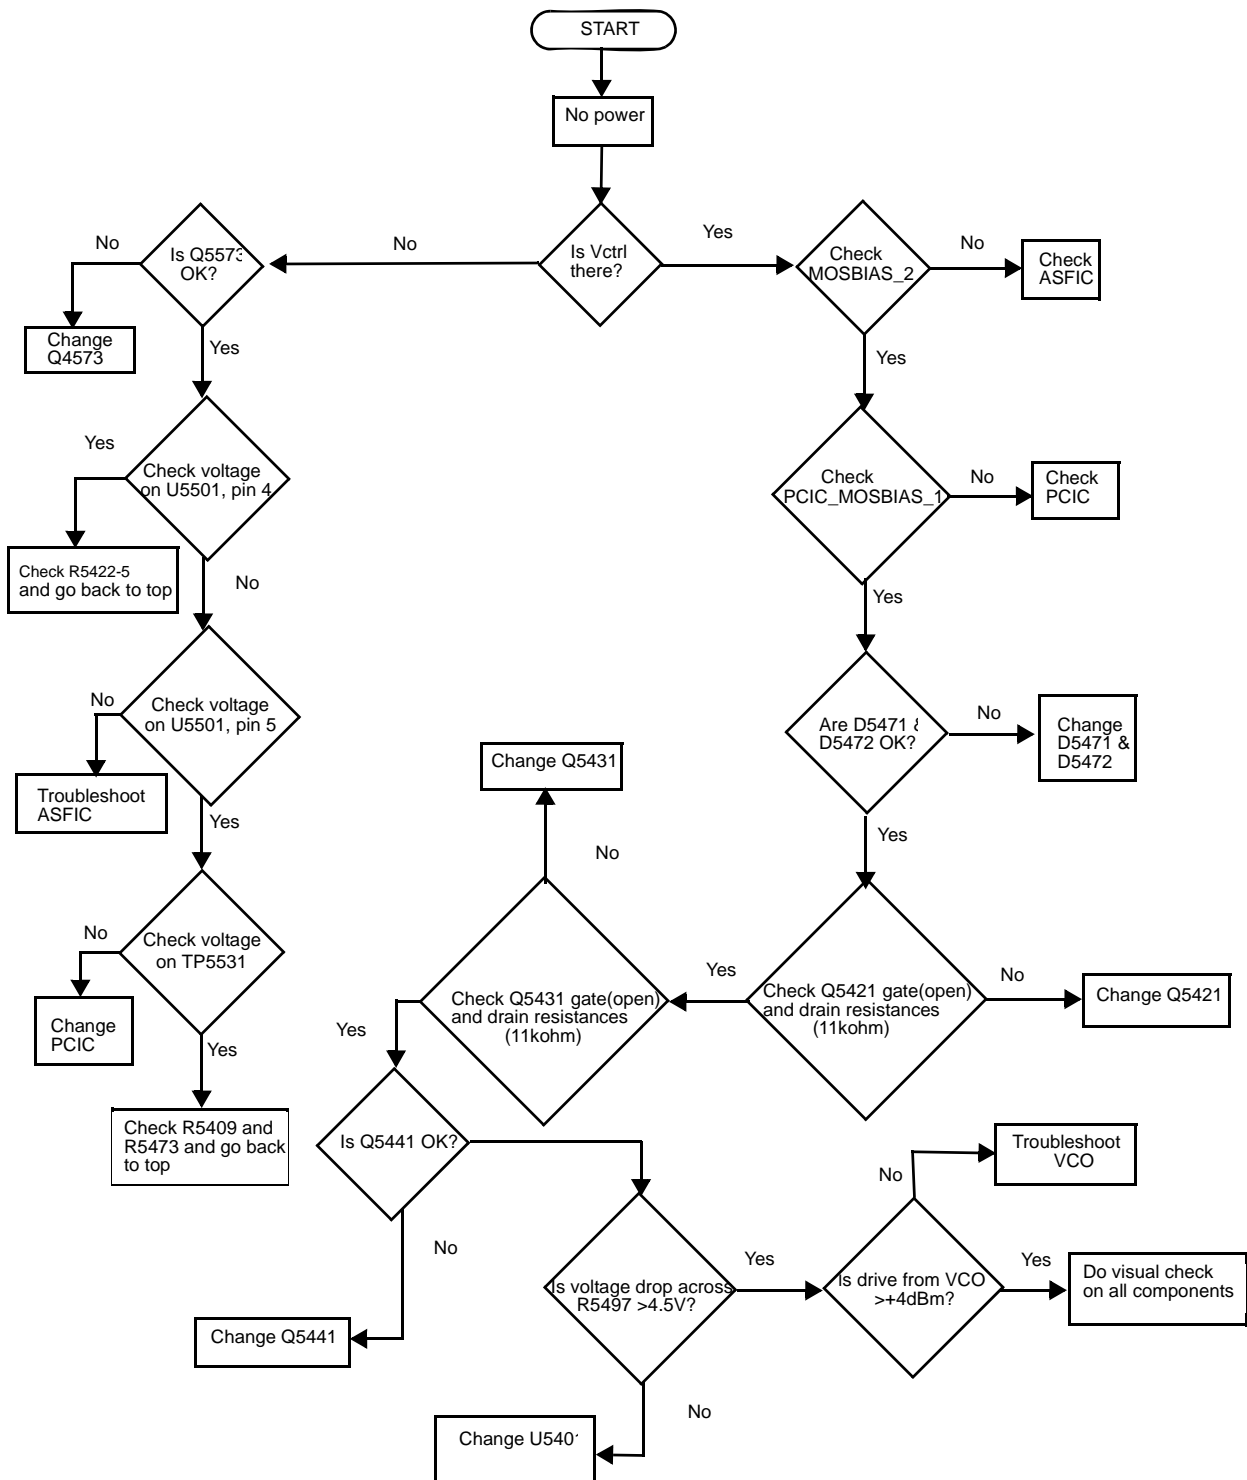 START
No power
Is Vctrl
there?
No
Yes
Is Q5573
OK?
No
Change
Q4573
Yes
Check voltage
on U5501, pin 4
Yes
Check R5422-5
and go back to top
No
Check voltage
on U5501, pin 5
No
Troubleshoot
ASFIC
Yes
Check voltage
on TP5531
No
Change
PCIC
Yes
Check R5409 and
R5473 and go back
to top
Check
MOSBIAS_2
No
Check
ASFIC
Yes
Check
PCIC_MOSBIAS_1
No
Check
PCIC
Yes
Are D5471 &
D5472 OK?
No
Change
D5471 &
D5472
Yes
Check Q5421 gate(open)
and drain resistances
(11kohm)
No
Change Q5421
Yes
Check Q5431 gate(open)
and drain resistances
(11kohm)
No
Change Q5431
Yes
Is Q5441 OK?
No
Change Q5441
Is voltage drop across
R5497 >4.5V?
No
Change U5401
Yes
Is drive from VCO
>+4dBm?
No
Troubleshoot
VCO
Yes
Do visual check
on all components